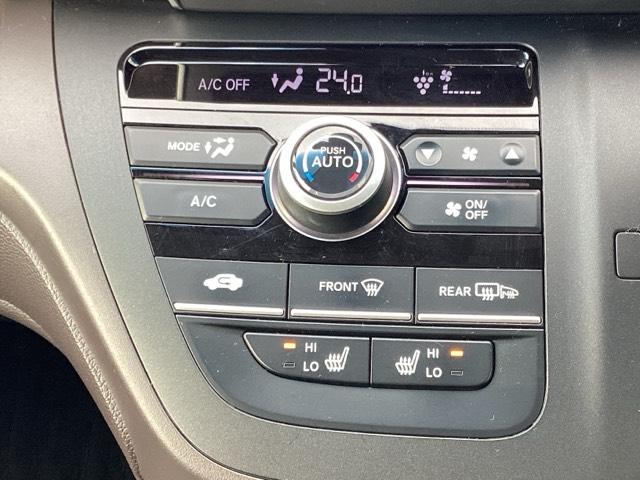 A/C OFF 24.0
MODE
PUSH
AUTO
A/C
ON/
OFF
FRONT
REAR
HI
LO
HI
LO